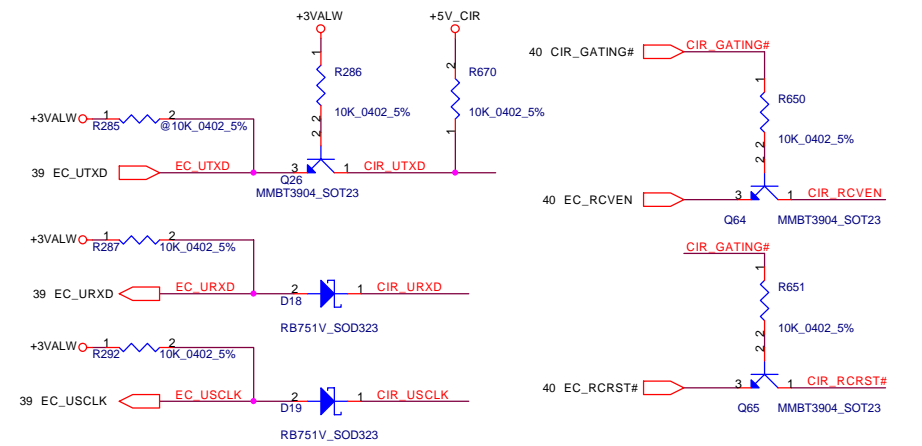 +3VALW
+5V_CIR
1
R286
10K_0402_5%
2
2
R670
10K_0402_5%
1
+3VALW
1
2
R285
@10K_0402_5%
2
39 EC_UTXD
EC_UTXD
3
1
CIR_UTXD
Q26
MMBT3904_SOT23
+3VALW
1
2
R287
10K_0402_5%
39 EC_URXD
EC_URXD
2
1
CIR_URXD
D18
RB751V_SOD323
+3VALW
1
2
R292
10K_0402_5%
39 EC_USCLK
EC_USCLK
2
1
CIR_USCLK
D19
RB751V_SOD323
40 CIR_GATING#
CIR_GATING#
1
R650
10K_0402_5%
2
2
40 EC_RCVEN
3
1
CIR_RCVEN
Q64
MMBT3904_SOT23
CIR_GATING#
1
R651
10K_0402_5%
2
2
40 EC_RCRST#
3
1
CIR_RCRST#
Q65
MMBT3904_SOT23